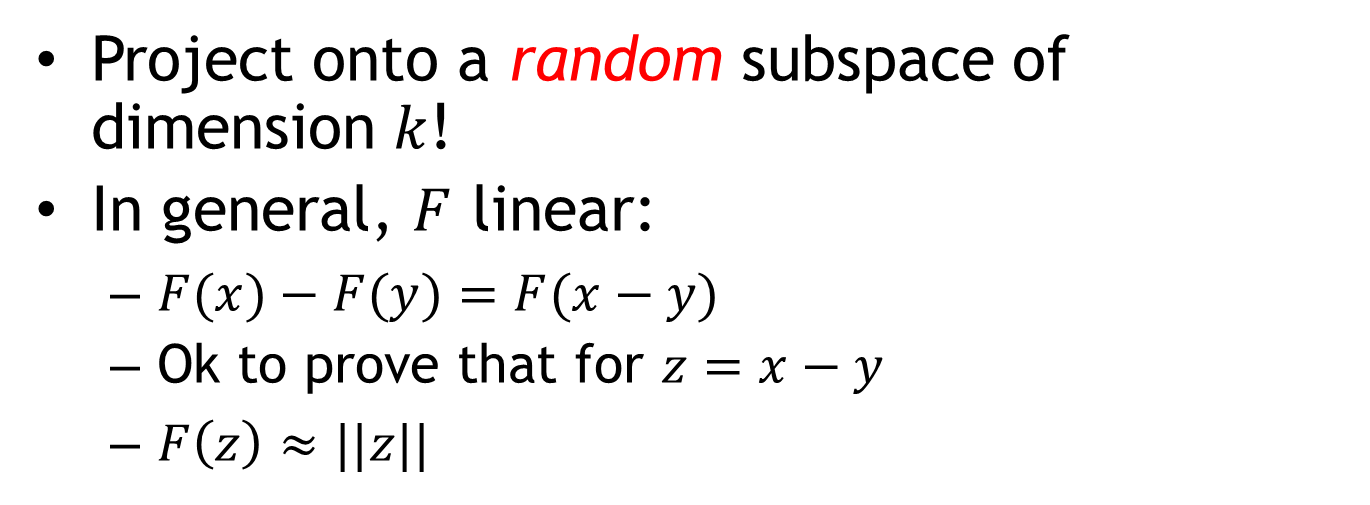 • Project onto a random subspace of
dimension 𝑘!
• In general, 𝐹 linear:
– 𝐹(𝑥) − 𝐹(𝑦) = 𝐹(𝑥 − 𝑦)
– Ok to prove that for 𝑧 = 𝑥 − 𝑦
– 𝐹(𝑧) ≈ ||𝑧||